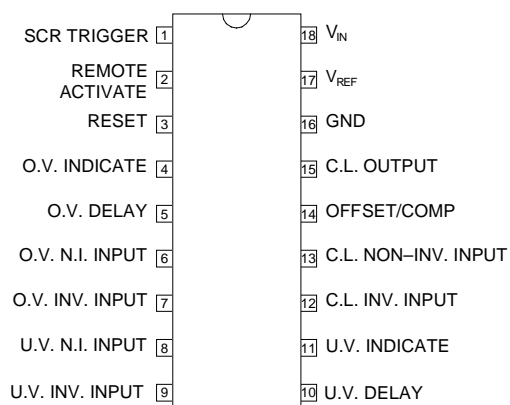 SCR TRIGGER 1
REMOTE
ACTIVATE 2
RESET 3
O.V. INDICATE 4
O.V. DELAY 5
O.V. N.I. INPUT 6
O.V. INV. INPUT 7
U.V. N.I. INPUT 8
U.V. INV. INPUT 9
18 VIN
17 VREF
16 GND
15 C.L. OUTPUT
14 OFFSET/COMP
13 C.L. NON–INV. INPUT
12 C.L. INV. INPUT
11 U.V. INDICATE
10 U.V. DELAY